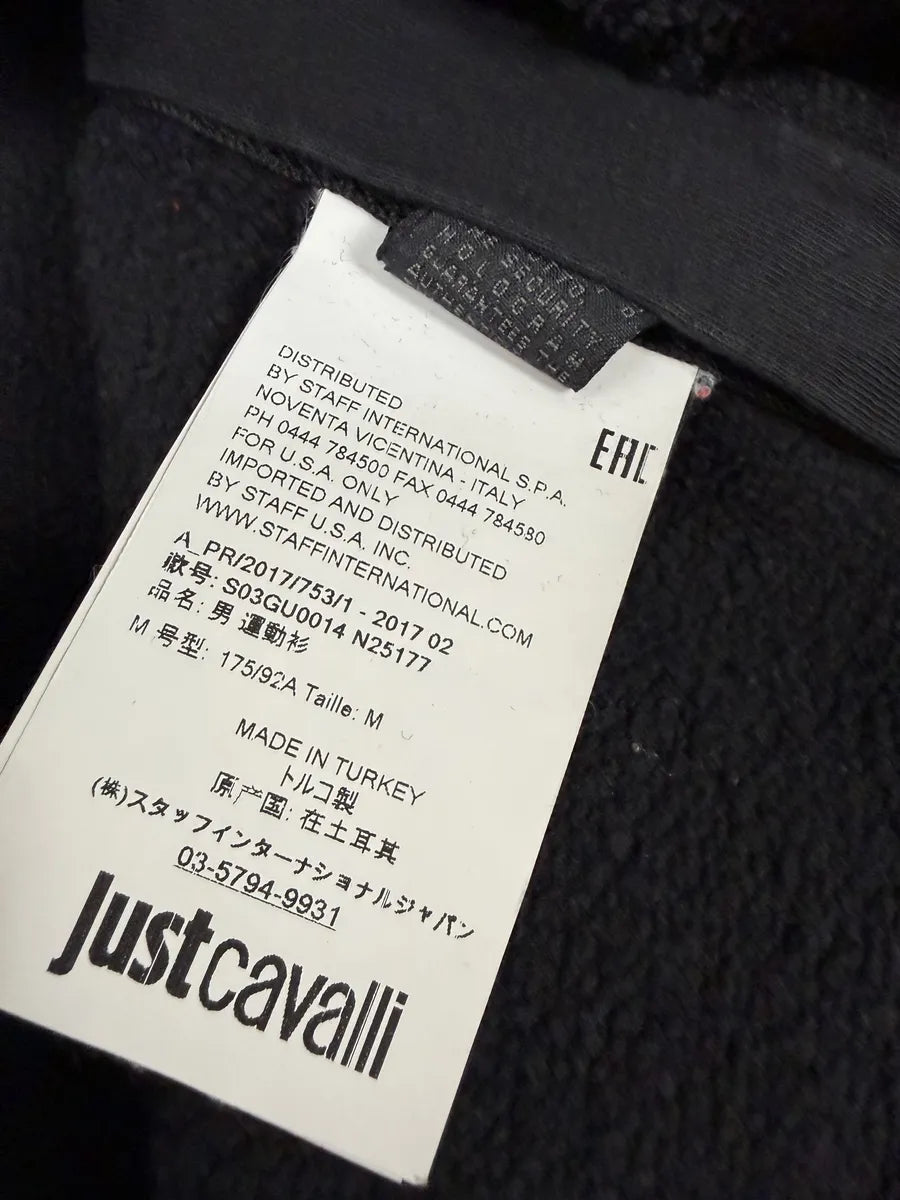 SECURITY
HOLOGRAM
GUARANTEE THE
DISTRIBUTED
BY STAFF INTERNATIONAL S.P.A.
NOVENTA VICENTINA - ITALY
PH 0444 784500 FAX 0444 784580
FOR U.S.A. ONLY
IMPORTED AND DISTRIBUTED
BY STAFF U.S.A. INC.
WWW.STAFFINTERNATIONAL.COM
EAC
A_PR/2017/753/1 - 2017 02
款号: S03GU0014 N25177
品名: 男 運動衫
M 号型: 175/92A Taille: M
MADE IN TURKEY
トルコ製
原产国: 在土耳其
(株)スタッフインターナショナルジャパン
03-5794-9931
justcavalli